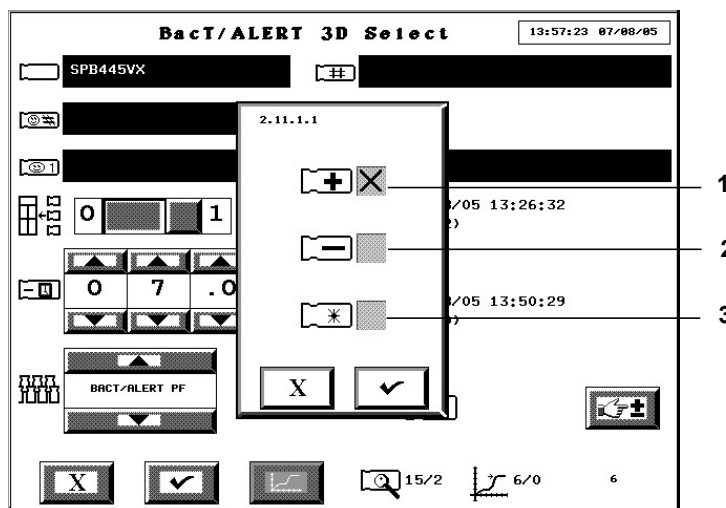 BacT/ALERT 3D Select
13:57:23 07/08/05
SPB445VX
#
2.11.1.1
1
/05 13:26:32
2
0 1
0 7 .0
/05 13:50:29
3
BACT/ALERT PF
X
X
15/2
6/0
6